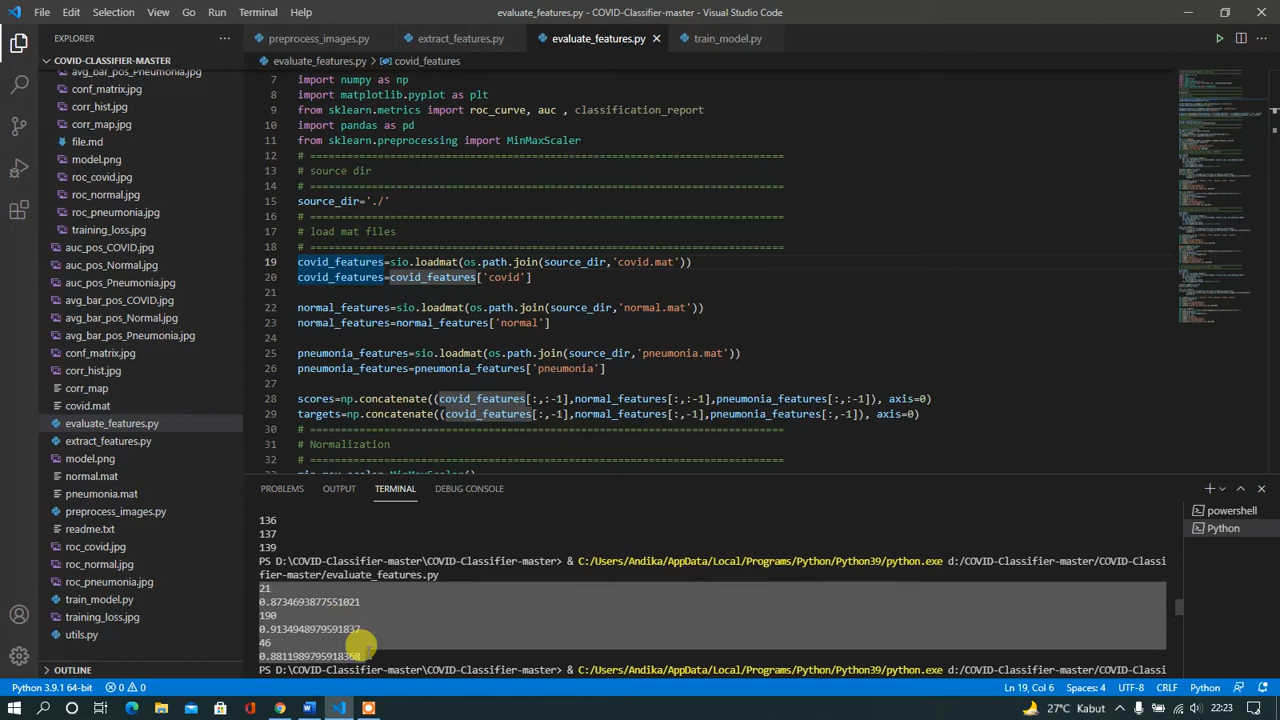 File Edit Selection View Go Run Terminal Help
evaluate_features.py - COVID-Classifier-master - Visual Studio Code
EXPLORER
preprocess_images.py
extract_features.py
evaluate_features.py
train_model.py
COVID-CLASSIFIER-MASTER
evaluate_features.py > covid_features
avg_bar_pos_Pneumonia.jpg
conf_matrix.jpg
corr_hist.jpg
corr_map.jpg
file.md
model.png
roc_covid.jpg
roc_normal.jpg
roc_pneumonia.jpg
training_loss.jpg
auc_pos_COVID.jpg
auc_pos_Normal.jpg
auc_pos_Pneumonia.jpg
avg_bar_pos_COVID.jpg
avg_bar_pos_Normal.jpg
avg_bar_pos_Pneumonia.jpg
conf_matrix.jpg
corr_hist.jpg
corr_map
covid.mat
evaluate_features.py
extract_features.py
model.png
normal.mat
pneumonia.mat
preprocess_images.py
readme.txt
roc_covid.jpg
roc_normal.jpg
roc_pneumonia.jpg
train_model.py
training_loss.jpg
utils.py
OUTLINE
7 import numpy as np
8 import matplotlib.pyplot as plt
9 from sklearn.metrics import roc_curve, auc , classification_report
10 import pandas as pd
11 from sklearn.preprocessing import MinMaxScaler
12 # =============================================================================
13 # source dir
14 # =============================================================================
15 source_dir='./'
16 # =============================================================================
17 # load mat files
18 # =============================================================================
19 covid_features=sio.loadmat(os.path.join(source_dir,'covid.mat'))
20 covid_features=covid_features['covid']
21
22 normal_features=sio.loadmat(os.path.join(source_dir,'normal.mat'))
23 normal_features=normal_features['normal']
24
25 pneumonia_features=sio.loadmat(os.path.join(source_dir,'pneumonia.mat'))
26 pneumonia_features=pneumonia_features['pneumonia']
27
28 scores=np.concatenate((covid_features[:,:-1],normal_features[:,:-1],pneumonia_features[:,:-1]), axis=0)
29 targets=np.concatenate((covid_features[:,-1],normal_features[:,-1],pneumonia_features[:,-1]), axis=0)
30 # =============================================================================
31 # Normalization
32 # =============================================================================
33 min_max_scaler=MinMaxScaler()
PROBLEMS OUTPUT TERMINAL DEBUG CONSOLE
powershell
Python
136
137
139
PS D:\COVID-Classifier-master\COVID-Classifier-master> & C:/Users/Andika/AppData/Local/Programs/Python/Python39/python.exe d:/COVID-Classifier-master/COVID-Classi
fier-master/evaluate_features.py
21
0.8734693877551021
190
0.9134948979591837
46
0.8811989795918368
PS D:\COVID-Classifier-master\COVID-Classifier-master> & C:/Users/Andika/AppData/Local/Programs/Python/Python39/python.exe d:/COVID-Classifier-master/COVID-Classi
Python 3.9.1 64-bit 0 0
Ln 19, Col 6 Spaces: 4 UTF-8 CRLF Python
27°C Kabut 22:23